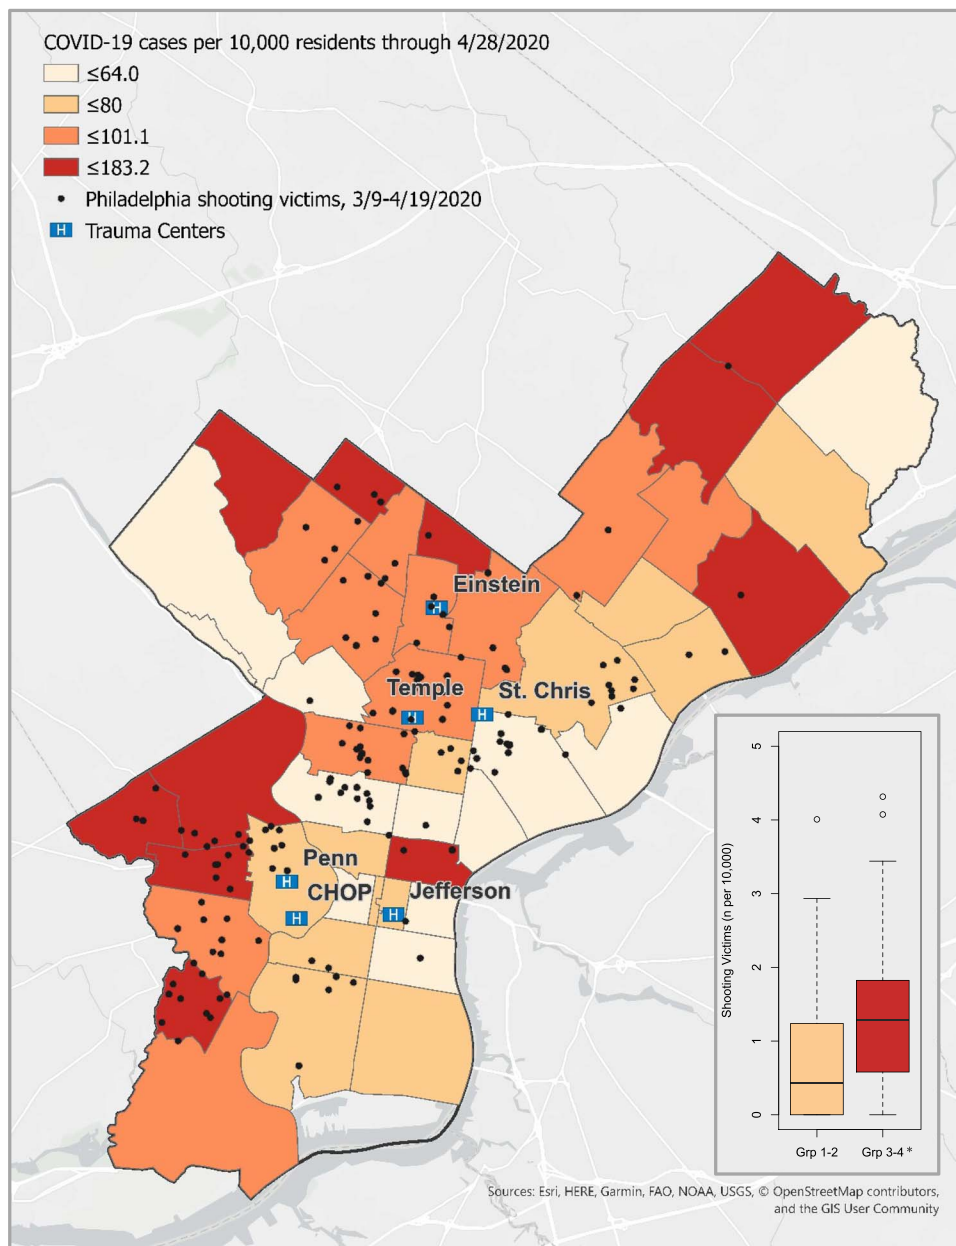 COVID-19 cases per 10,000 residents through 4/28/2020
≤64.0
≤80
≤101.1
≤183.2
Philadelphia shooting victims, 3/9-4/19/2020
H Trauma Centers
Einstein
H
Temple
H
St. Chris
H
Penn
H
CHOP
H
Jefferson
H
Shooting Victims (n per 10,000)
5
4
3
2
1
0
Grp 1-2
Grp 3-4 *
Sources: Esri, HERE, Garmin, FAO, NOAA, USGS, © OpenStreetMap contributors,
and the GIS User Community